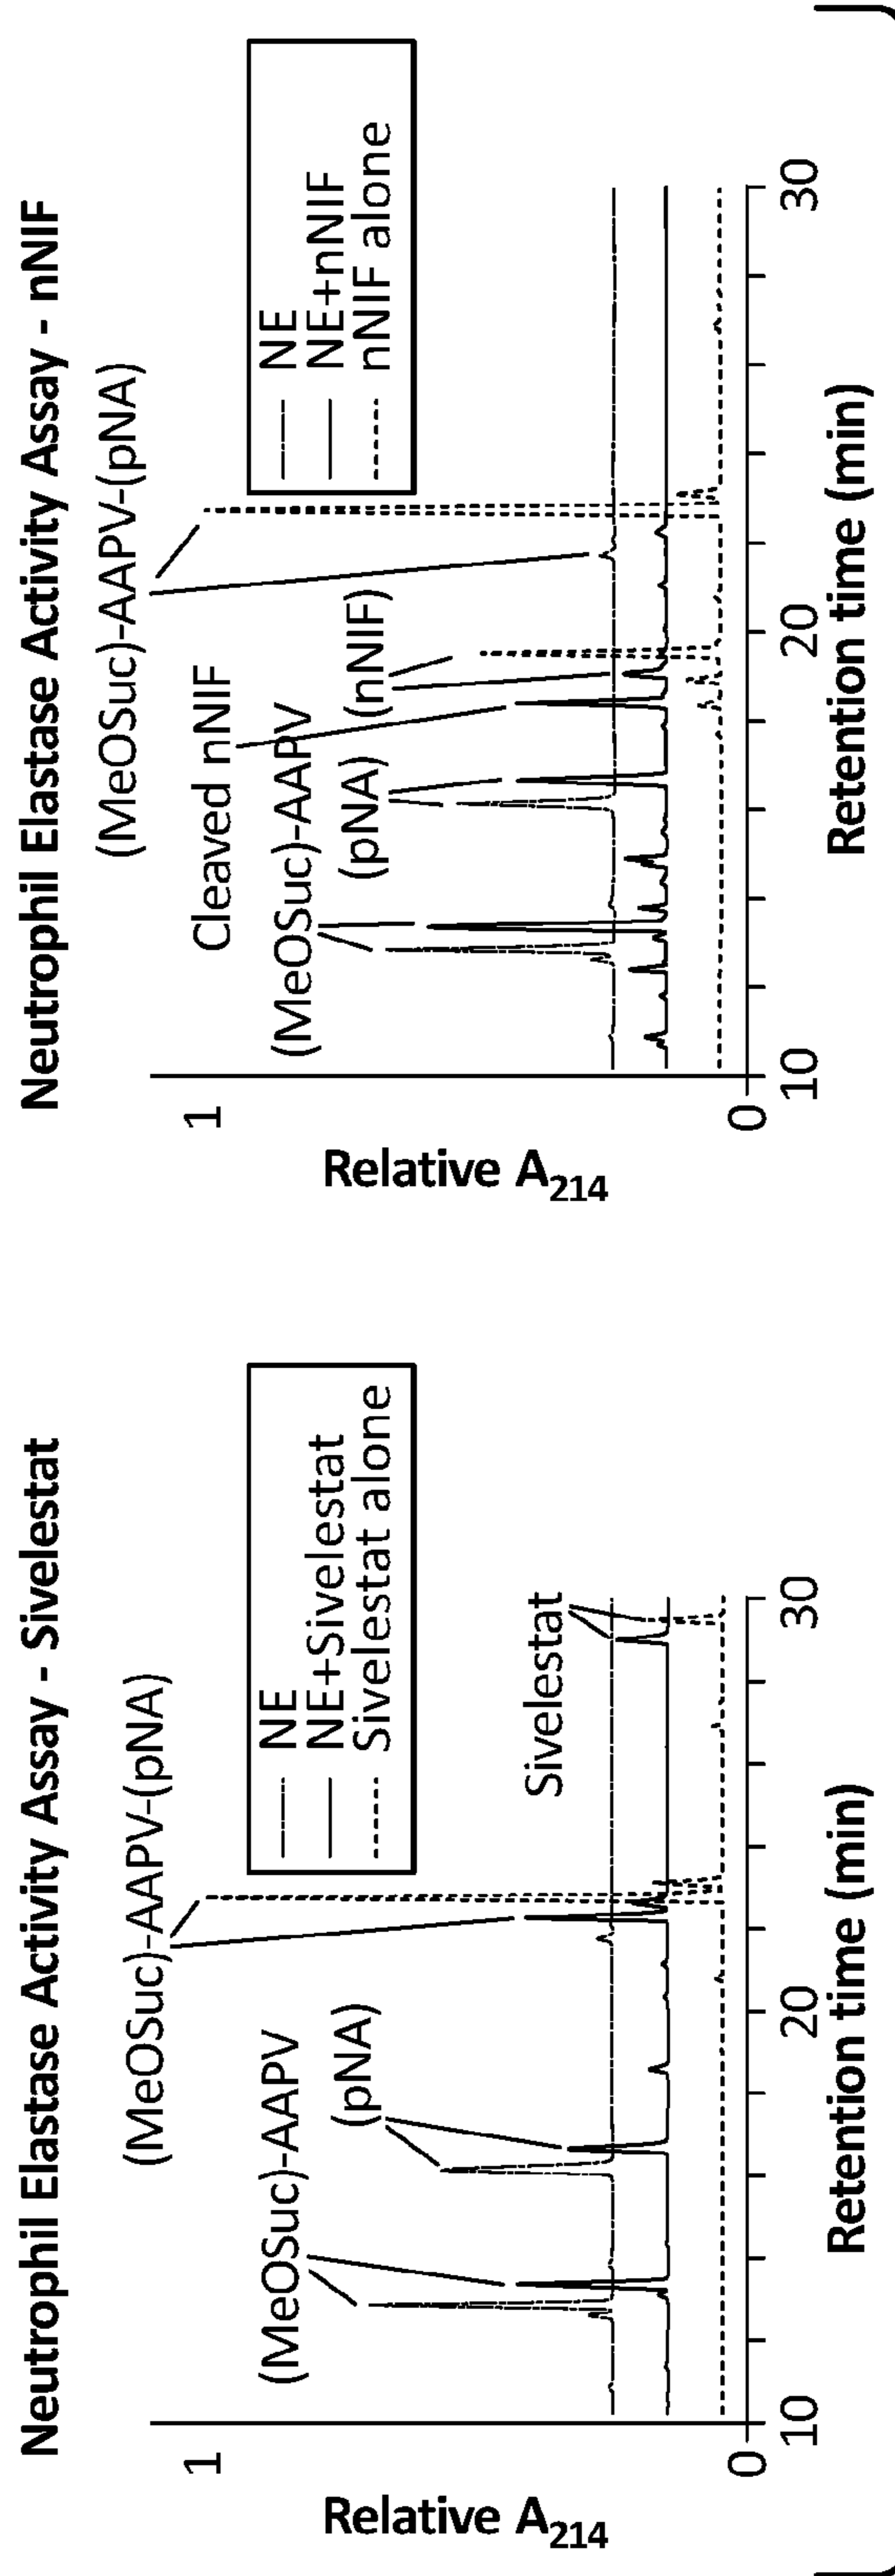 Neutrophil Elastase Activity Assay - Sivelestat
(MeOSuc)-AAPV-(pNA)
(MeOSuc)-AAPV
(pNA)
NE
NE+Sivelestat
Sivelestat alone
Sivelestat
1
0
Relative A₂₁₄
10
20
30
Retention time (min)
Neutrophil Elastase Activity Assay - nNIF
(MeOSuc)-AAPV-(pNA)
Cleaved nNIF
(MeOSuc)-AAPV
(pNA)
(nNIF)
NE
NE+nNIF
nNIF alone
1
0
Relative A₂₁₄
10
20
30
Retention time (min)